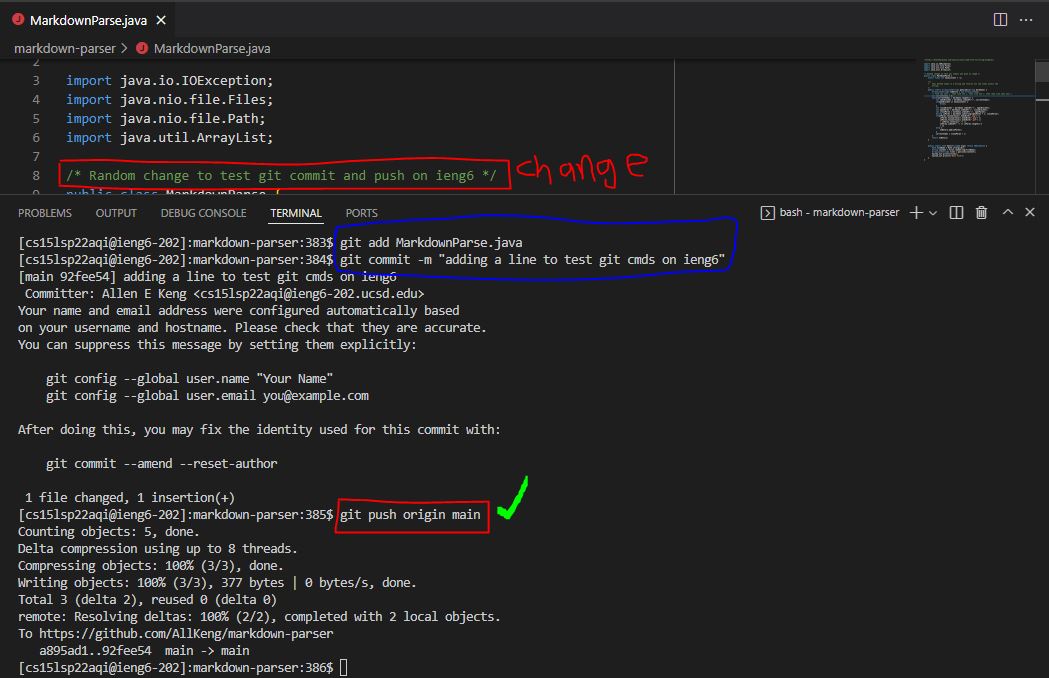 MarkdownParse.java
markdown-parser > MarkdownParse.java
2
3 import java.io.IOException;
4 import java.nio.file.Files;
5 import java.nio.file.Path;
6 import java.util.ArrayList;
7
8 /* Random change to test git commit and push on ieng6 */ change
9 public class MarkdownParse {
PROBLEMS OUTPUT DEBUG CONSOLE TERMINAL PORTS bash - markdown-parser
[cs15lsp22aqi@ieng6-202]:markdown-parser:383$ git add MarkdownParse.java
[cs15lsp22aqi@ieng6-202]:markdown-parser:384$ git commit -m "adding a line to test git cmds on ieng6"
[main 92fee54] adding a line to test git cmds on ieng6
Committer: Allen E Keng <cs15lsp22aqi@ieng6-202.ucsd.edu>
Your name and email address were configured automatically based
on your username and hostname. Please check that they are accurate.
You can suppress this message by setting them explicitly:
git config --global user.name "Your Name"
git config --global user.email you@example.com
After doing this, you may fix the identity used for this commit with:
git commit --amend --reset-author
1 file changed, 1 insertion(+)
[cs15lsp22aqi@ieng6-202]:markdown-parser:385$ git push origin main
Counting objects: 5, done.
Delta compression using up to 8 threads.
Compressing objects: 100% (3/3), done.
Writing objects: 100% (3/3), 377 bytes | 0 bytes/s, done.
Total 3 (delta 2), reused 0 (delta 0)
remote: Resolving deltas: 100% (2/2), completed with 2 local objects.
To https://github.com/AllKeng/markdown-parser
a895ad1..92fee54 main -> main
[cs15lsp22aqi@ieng6-202]:markdown-parser:386$